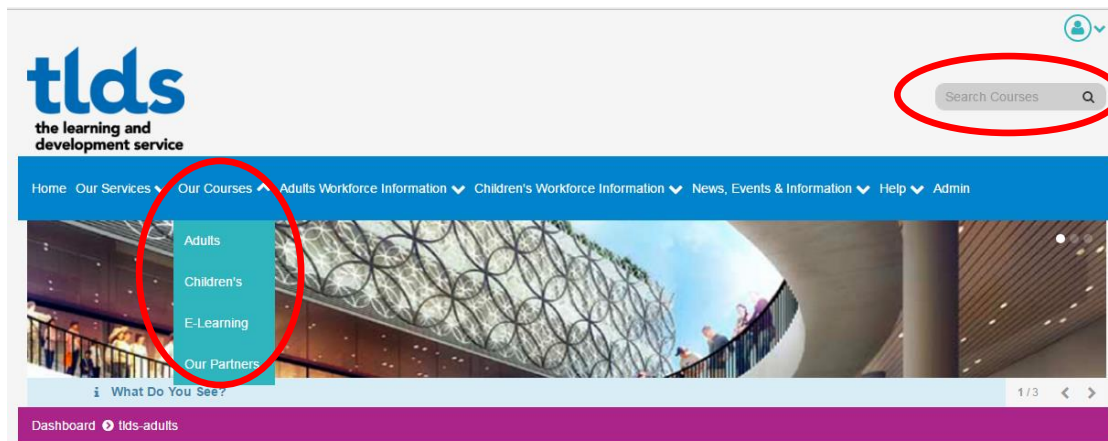 tlds
the learning and
development service
Search Courses
Home Our Services Our Courses Adults Workforce Information Children's Workforce Information News, Events & Information Help Admin
Adults
Children's
E-Learning
Our Partners
i What Do You See?
1/3
Dashboard tlds-adults